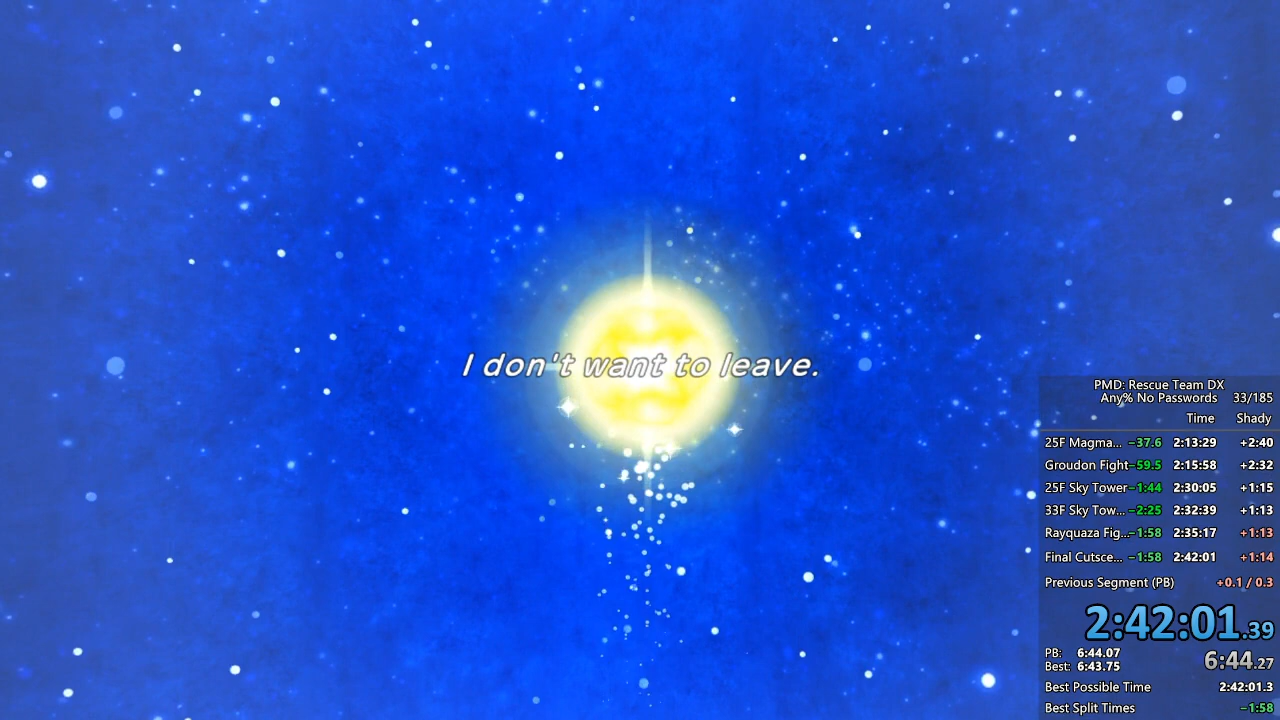 I don't want to leave.
PMD: Rescue Team DX
Any% No Passwords 33/185
Time Shady
25F Magma... −37.6 2:13:29 +2:40
Groudon Fight −59.5 2:15:58 +2:32
25F Sky Tower −1:44 2:30:05 +1:15
33F Sky Tow... −2:25 2:32:39 +1:13
Rayquaza Fig... −1:58 2:35:17 +1:13
Final Cutsce... −1:58 2:42:01 +1:14
Previous Segment (PB) +0.1 / 0.3
2:42:01.39
PB: 6:44.07
Best: 6:43.75
6:44.27
Best Possible Time 2:42:01.3
Best Split Times −1:58